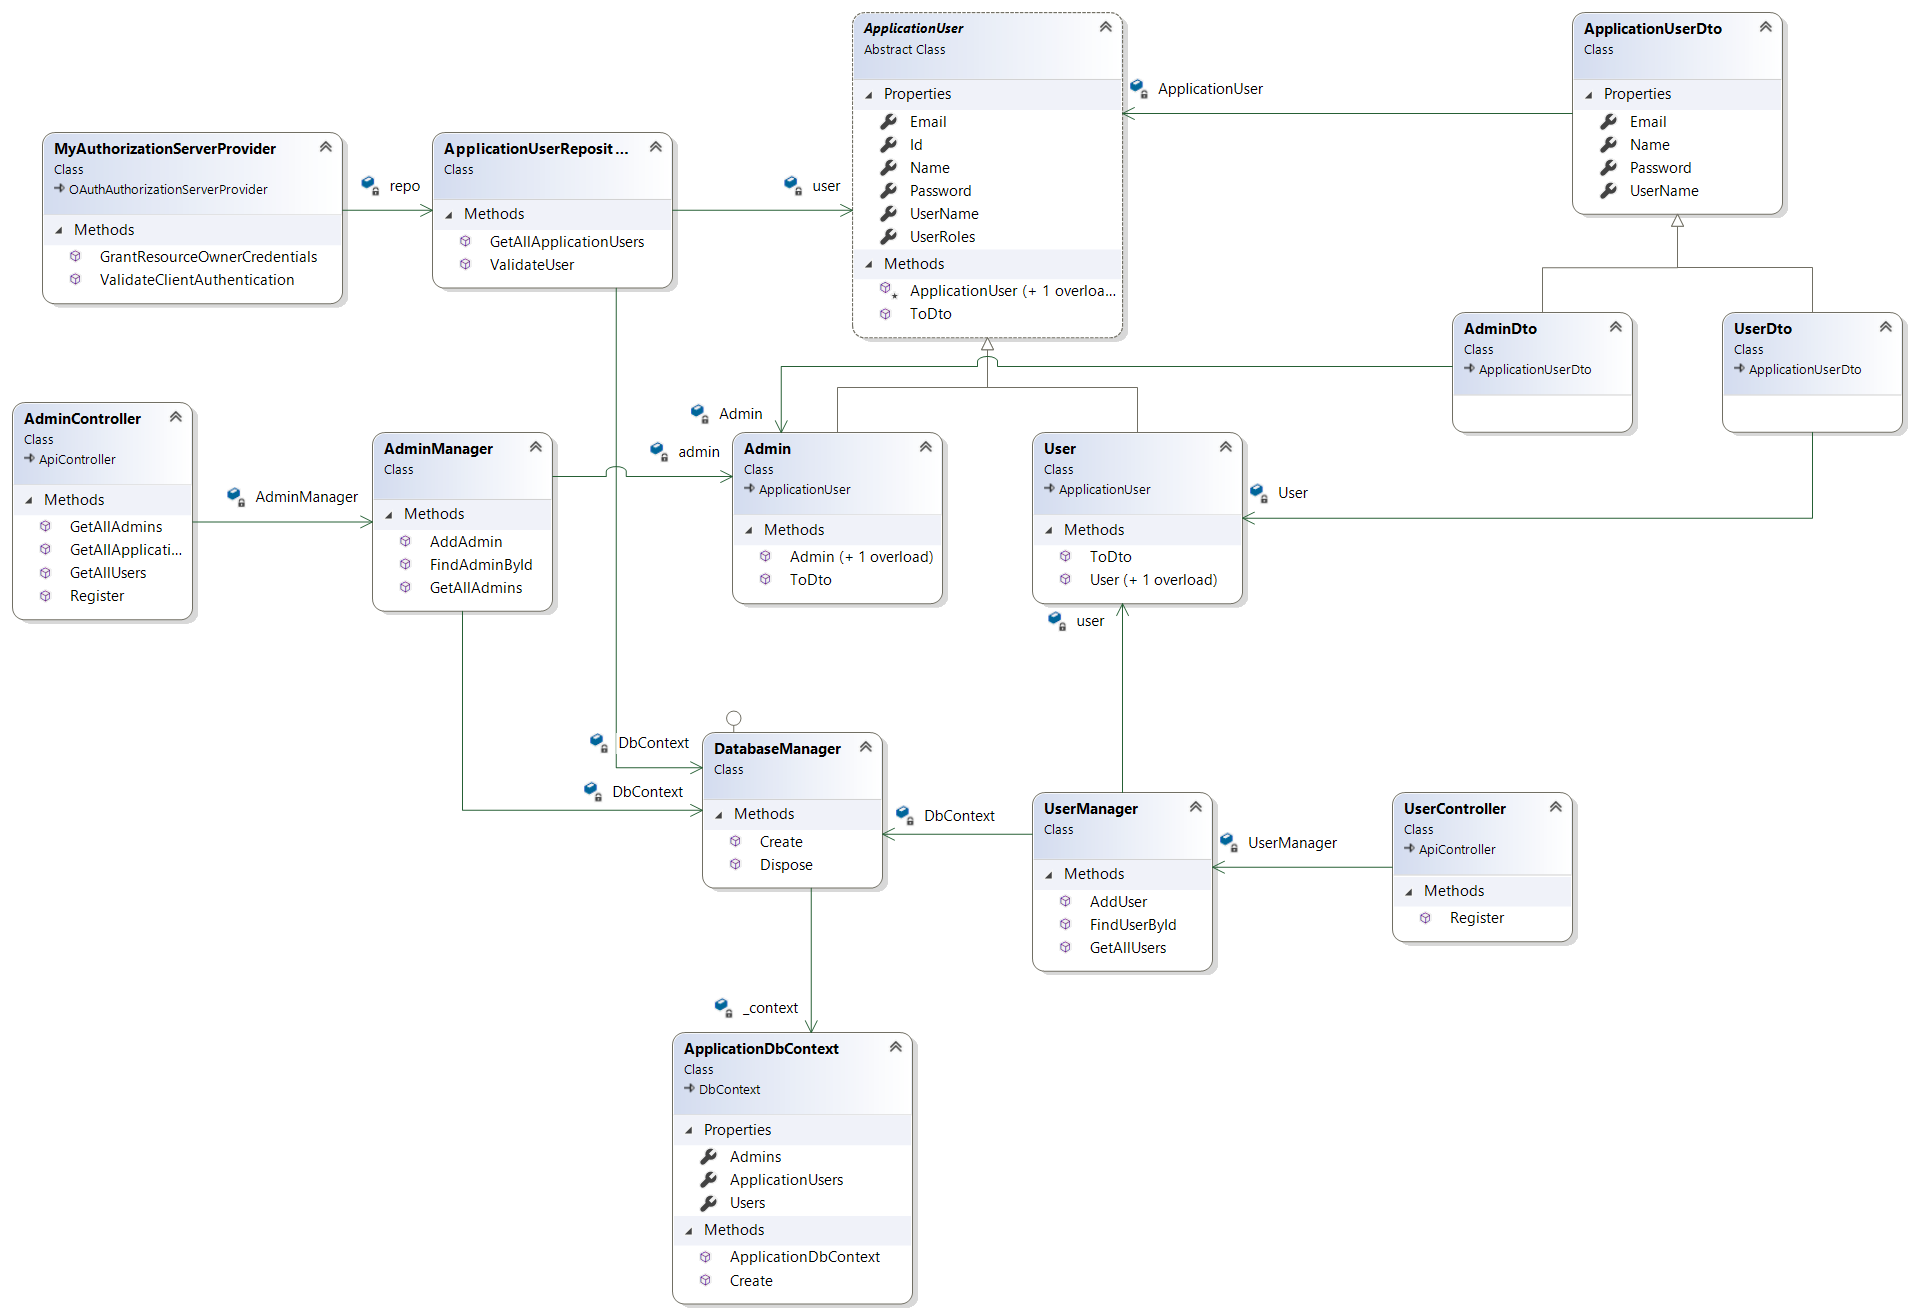 ApplicationUser
Abstract Class
Properties
Email
Id
Name
Password
UserName
UserRoles
Methods
ApplicationUser (+ 1 overloa...
ToDto
ApplicationUser
ApplicationUserDto
Class
Properties
Email
Name
Password
UserName
MyAuthorizationServerProvider
Class
OAuthAuthorizationServerProvider
Methods
GrantResourceOwnerCredentials
ValidateClientAuthentication
repo
ApplicationUserReposit...
Class
Methods
GetAllApplicationUsers
ValidateUser
user
AdminDto
Class
ApplicationUserDto
UserDto
Class
ApplicationUserDto
AdminController
Class
ApiController
Methods
GetAllAdmins
GetAllApplicati...
GetAllUsers
Register
AdminManager
AdminManager
Class
Methods
AddAdmin
FindAdminById
GetAllAdmins
Admin
admin
Admin
Class
ApplicationUser
Methods
Admin (+ 1 overload)
ToDto
User
Class
ApplicationUser
Methods
ToDto
User (+ 1 overload)
User
user
DbContext
DbContext
DatabaseManager
Class
Methods
Create
Dispose
DbContext
UserManager
Class
Methods
AddUser
FindUserById
GetAllUsers
UserManager
UserController
Class
ApiController
Methods
Register
_context
ApplicationDbContext
Class
DbContext
Properties
Admins
ApplicationUsers
Users
Methods
ApplicationDbContext
Create